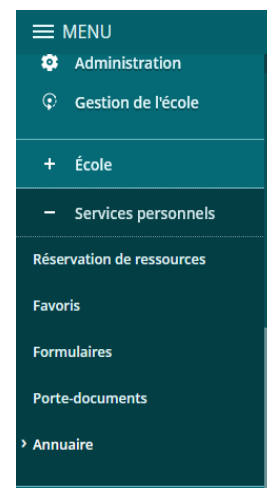 MENU
Administration
Gestion de l'école
+ École
− Services personnels
Réservation de ressources
Favoris
Formulaires
Porte-documents
› Annuaire